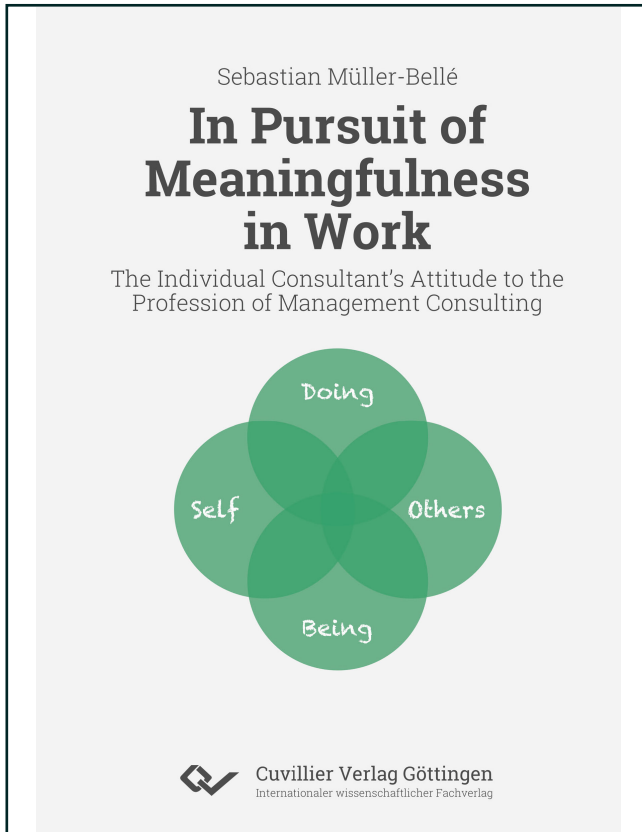 Sebastian Müller-Bellé
In Pursuit of
Meaningfulness
in Work
The Individual Consultant's Attitude to the
Profession of Management Consulting
Doing
Self
Others
Being
Cuvillier Verlag Göttingen
Internationaler wissenschaftlicher Fachverlag